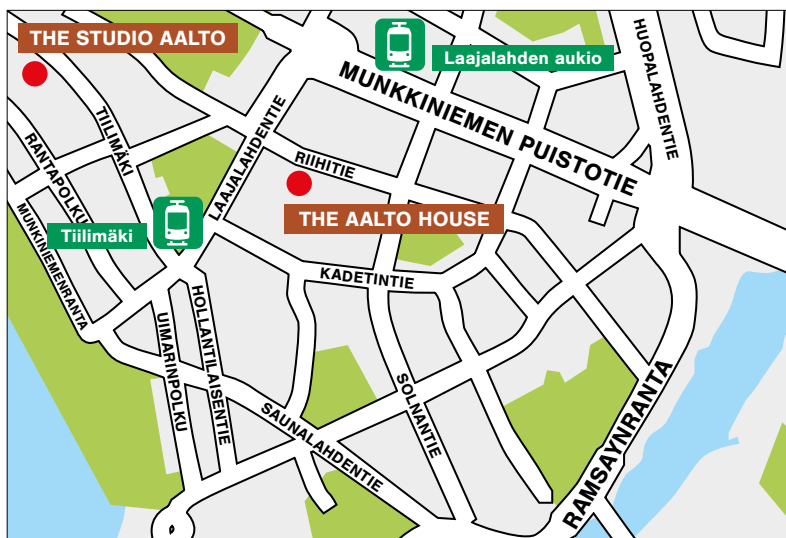 THE STUDIO AALTO
Laajalahden aukio
HUOPALAHDENTIE
MUNKKINIEMEN PUISTOTIE
TIILIMÄKI
RANTAPOLKU
LAAJALAHDENTIE
RIIHITIE
THE AALTO HOUSE
MUNKINIEMENRANTA
Tiilimäki
KADETINTIE
HOLLANTILAISENTIE
UIMARINPOLKU
SOLNANTIE
SAUNALAHDENTIE
RAMSAYNRANTA